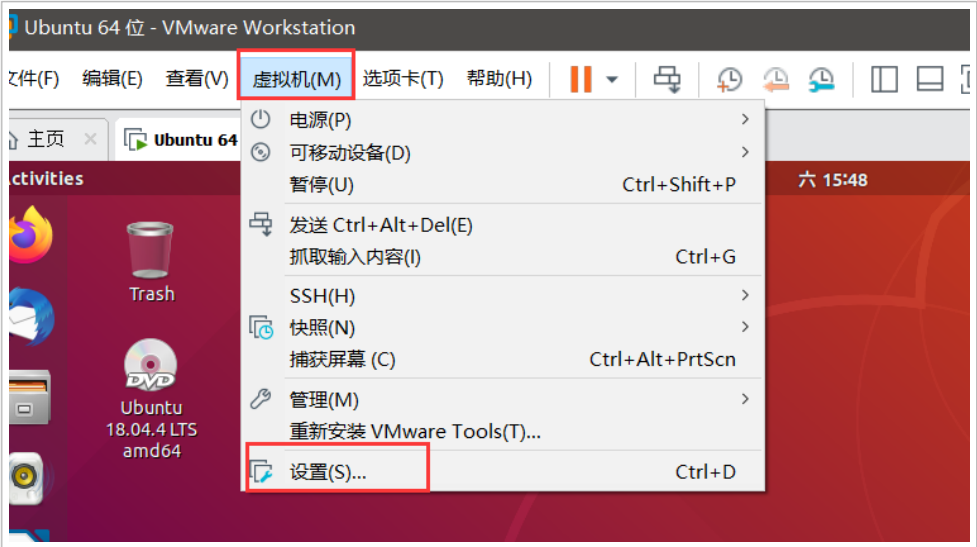 Ubuntu 64 位 - VMware Workstation
文件(F) 编辑(E) 查看(V) 虚拟机(M) 选项卡(T) 帮助(H)
主页 × Ubuntu 64
Activities 六 15:48
电源(P) >
可移动设备(D) >
暂停(U) Ctrl+Shift+P
发送 Ctrl+Alt+Del(E)
抓取输入内容(I) Ctrl+G
SSH(H) >
快照(N) >
捕获屏幕 (C) Ctrl+Alt+PrtScn
管理(M) >
重新安装 VMware Tools(T)...
设置(S)... Ctrl+D
Trash
DVD
Ubuntu
18.04.4 LTS
amd64